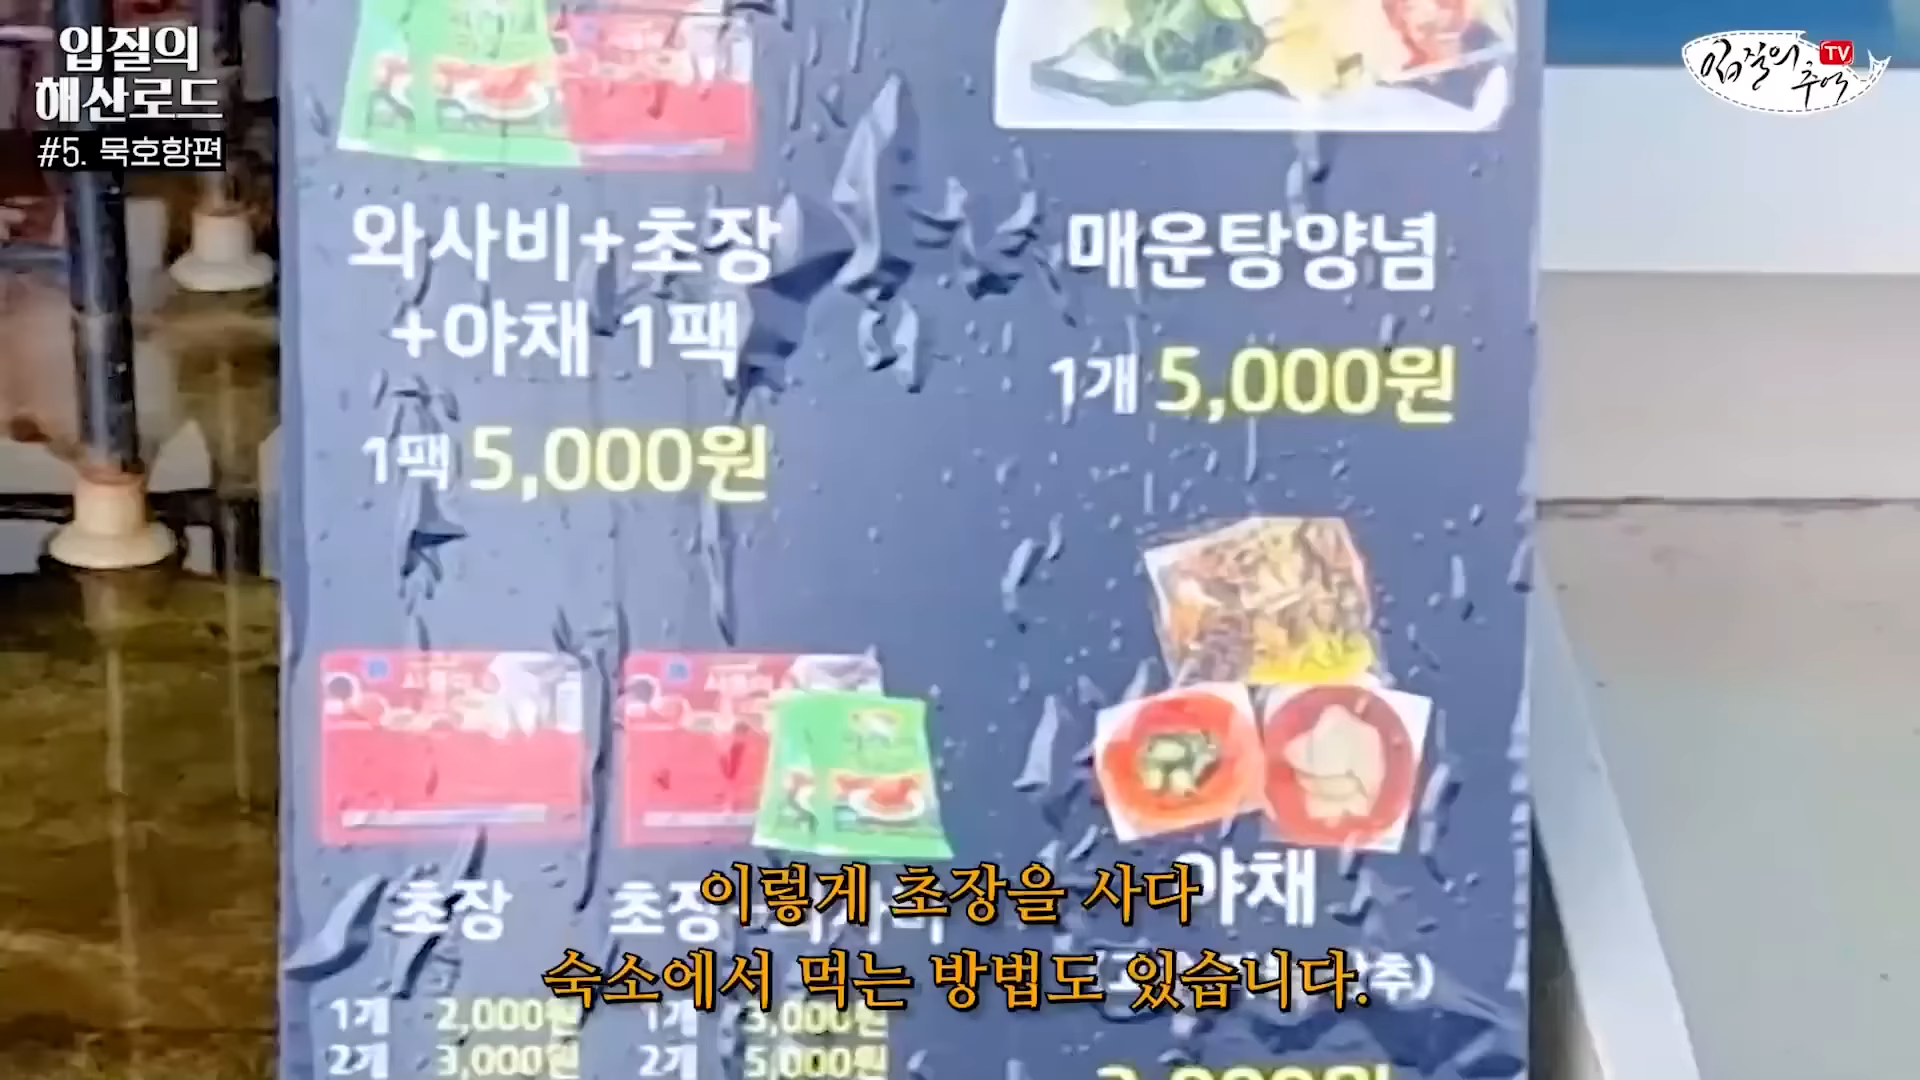 입질의
해산로드
#5. 묵호항편
입질의 추억 TV
와사비+초장
+야채 1팩
1팩 5,000원
매운탕양념
1개 5,000원
초장
야채
이렇게 초장을 사다
숙소에서 먹는 방법도 있습니다.
1개 2,000원
2개 3,000원
1개 3,000원
2개 5,000원